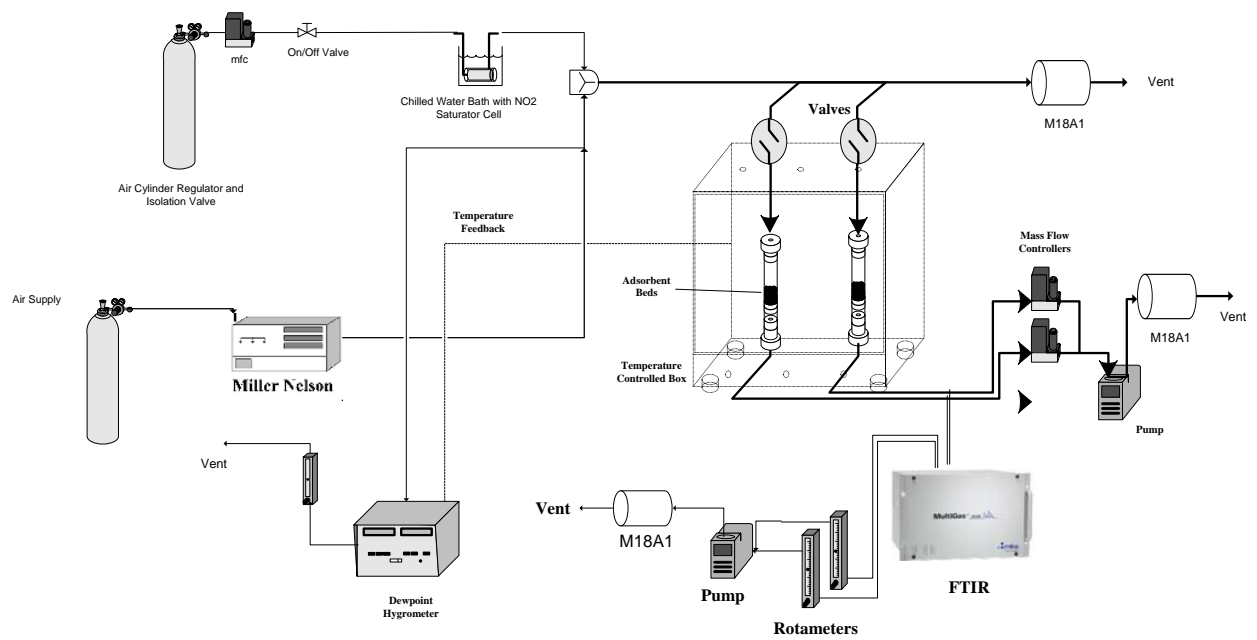 mfc
On/Off Valve
Chilled Water Bath with NO2
Saturator Cell
Air Cylinder Regulator and
Isolation Valve
Valves
M18A1
Vent
Temperature
Feedback
Adsorbent
Beds
Temperature
Controlled Box
Mass Flow
Controllers
M18A1
Vent
Pump
Air Supply
Miller Nelson
Vent
Dewpoint
Hygrometer
Vent
M18A1
Pump
Rotameters
MultiGas
FTIR